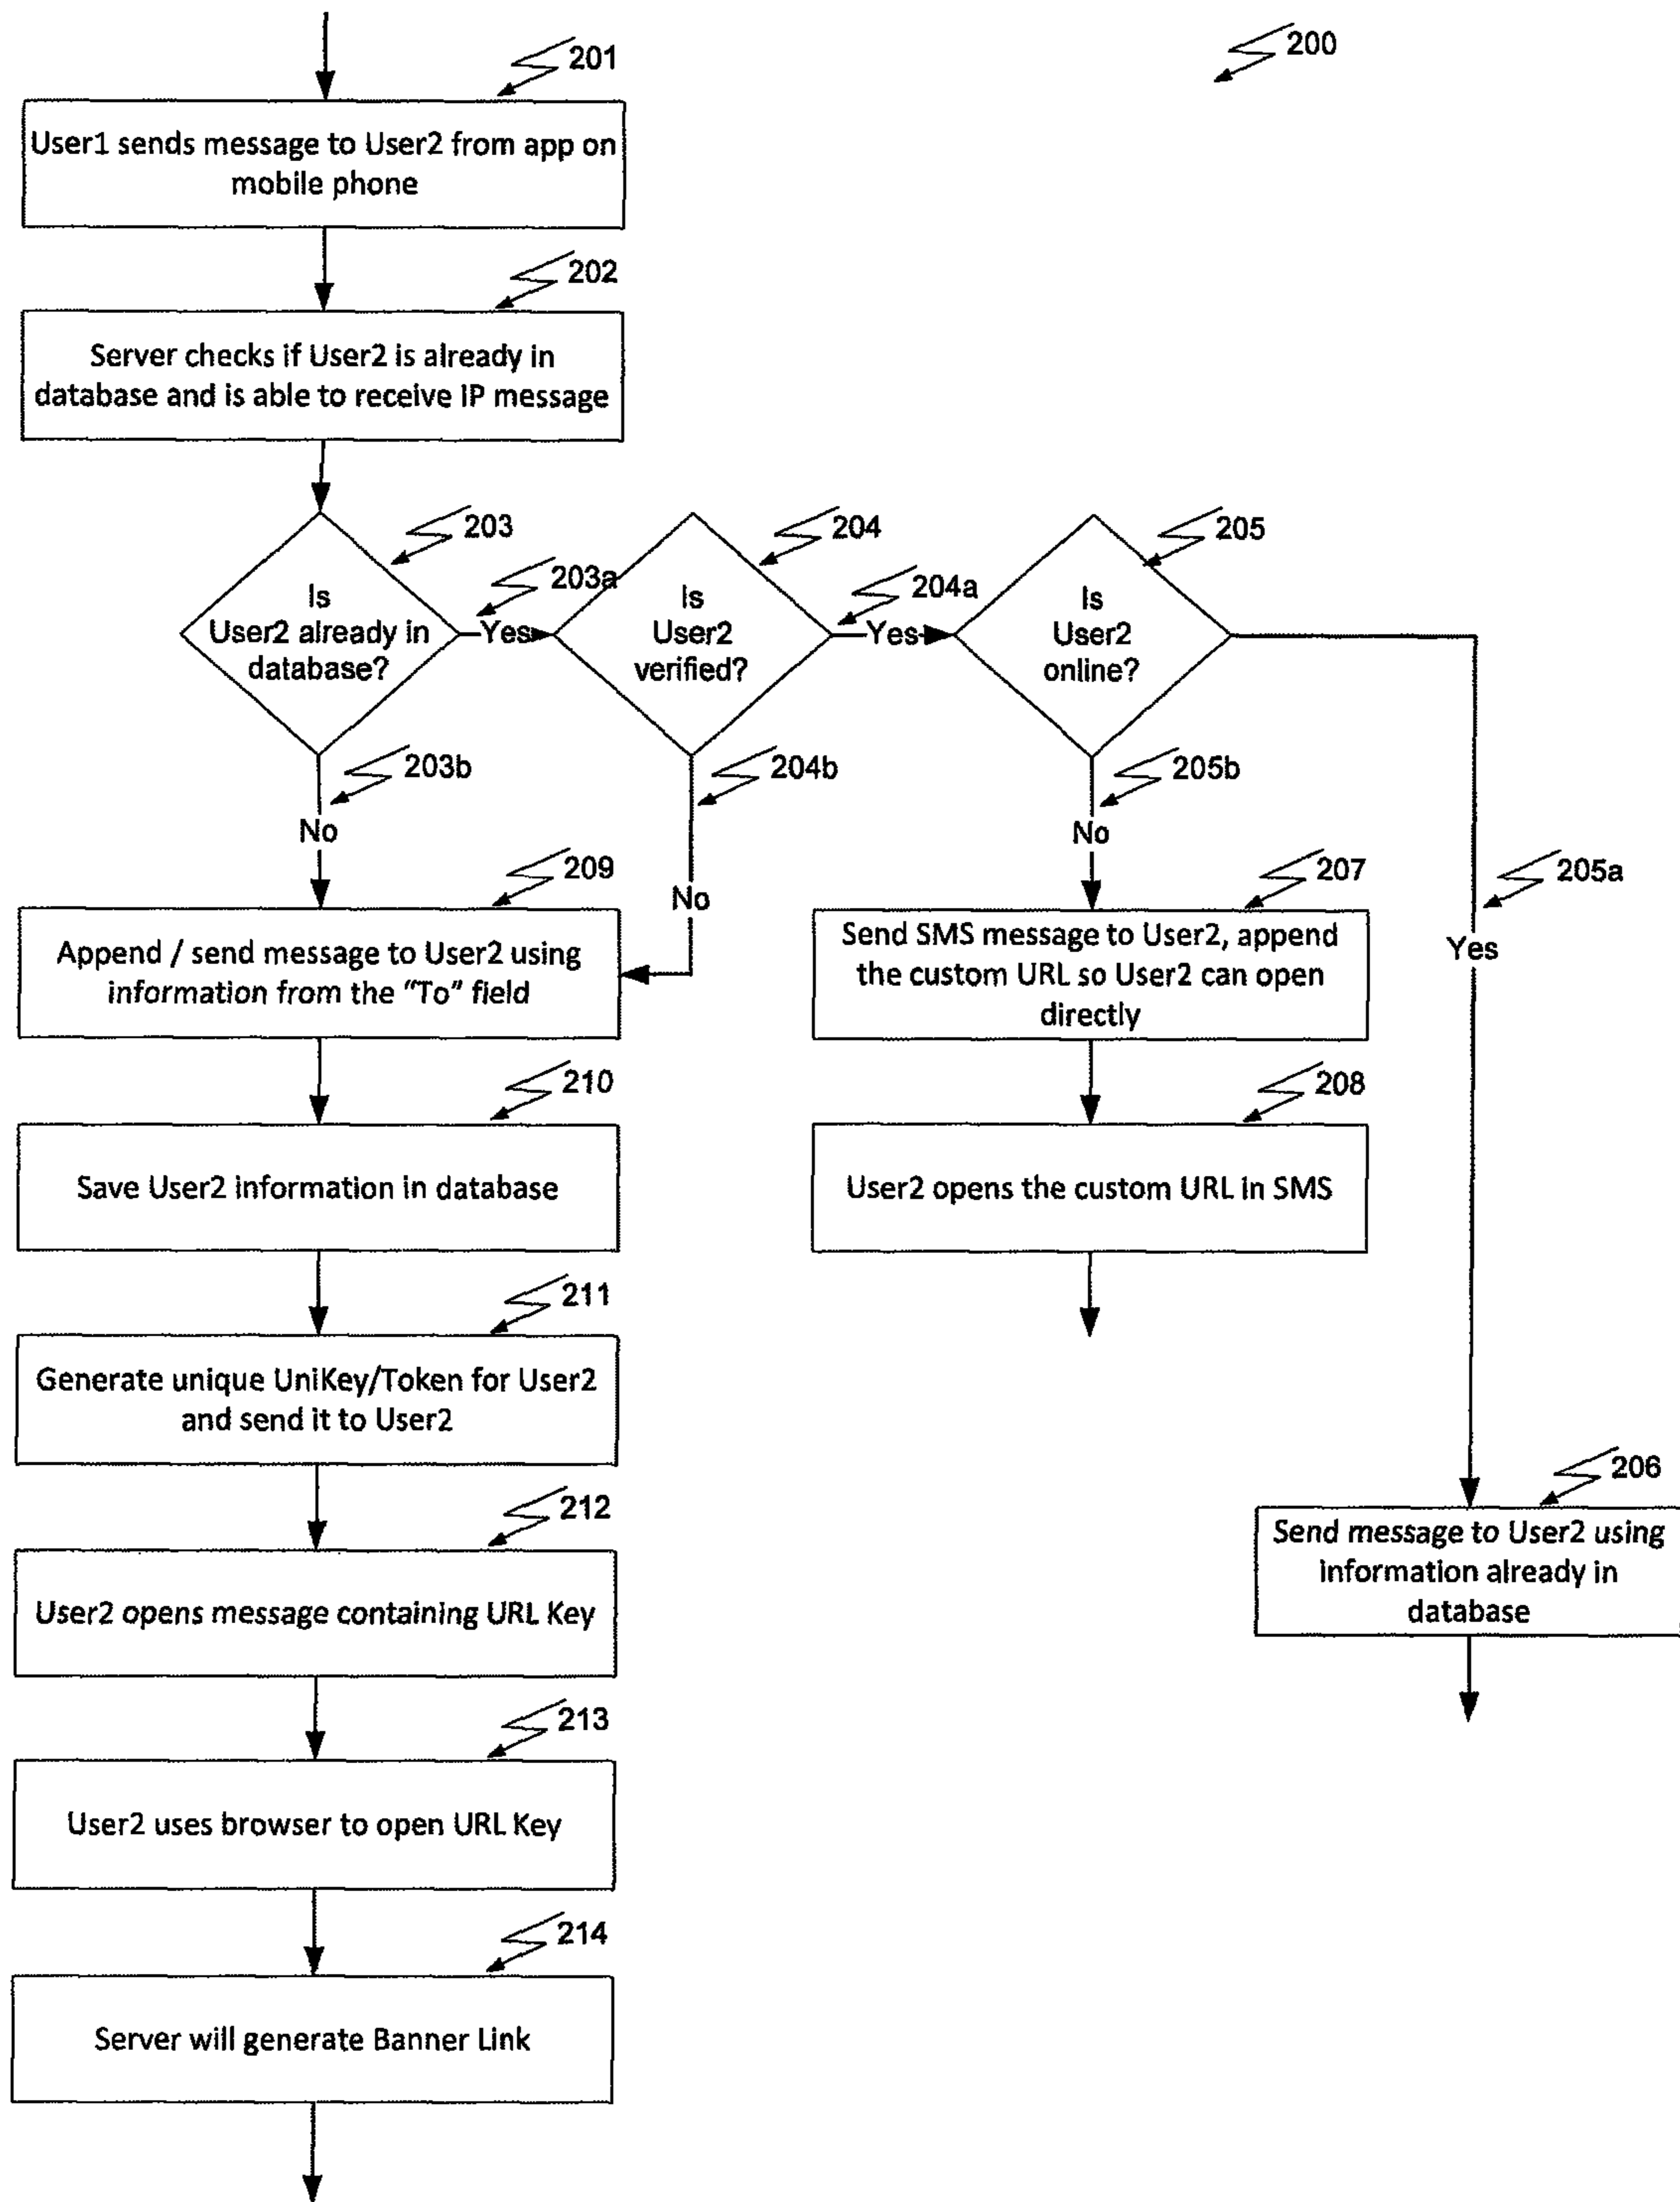 200
201
User1 sends message to User2 from app on
mobile phone
202
Server checks if User2 is already in
database and is able to receive IP message
203
Is
User2 already in
database?
203a
Yes
204
Is
User2
verified?
204a
Yes
205
Is
User2
online?
203b
No
204b
No
205b
No
205a
Yes
209
Append / send message to User2 using
information from the "To" field
207
Send SMS message to User2, append
the custom URL so User2 can open
directly
210
Save User2 information in database
208
User2 opens the custom URL in SMS
211
Generate unique UniKey/Token for User2
and send it to User2
212
User2 opens message containing URL Key
206
Send message to User2 using
information already in
database
213
User2 uses browser to open URL Key
214
Server will generate Banner Link